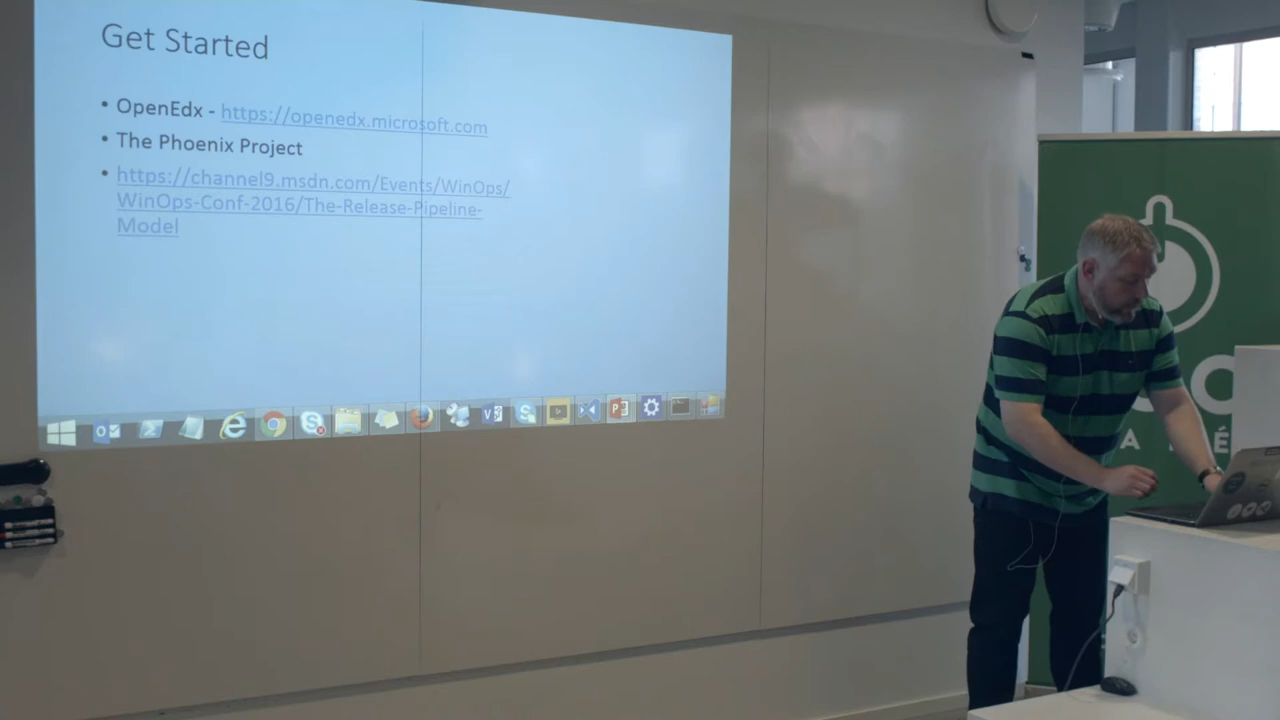 Get Started
• OpenEdx - https://openedx.microsoft.com
• The Phoenix Project
• https://channel9.msdn.com/Events/WinOps/
WinOps-Conf-2016/The-Release-Pipeline-
Model